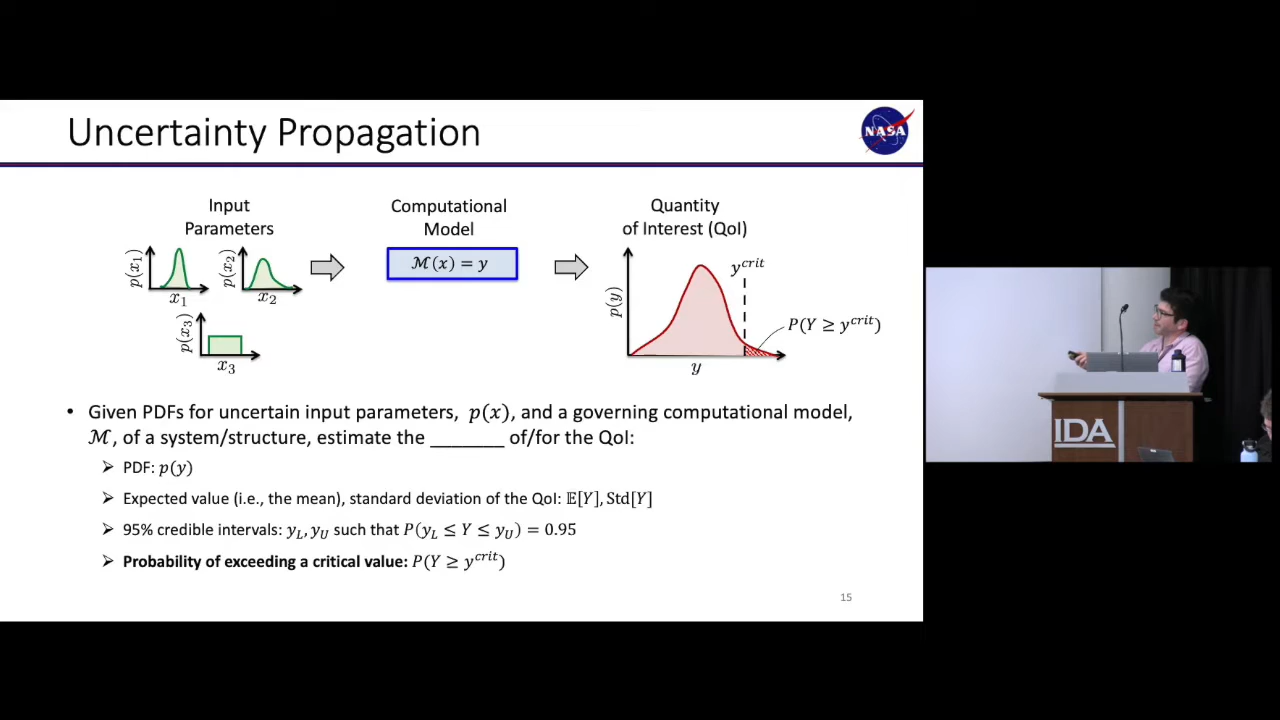 Uncertainty Propagation
NASA
Input
Parameters
p(x₁)
x₁
p(x₂)
x₂
p(x₃)
x₃
Computational
Model
ℳ(x) = y
Quantity
of Interest (QoI)
p(y)
y^crit
P(Y ≥ y^crit)
y
• Given PDFs for uncertain input parameters, p(x), and a governing computational model,
ℳ, of a system/structure, estimate the _______ of/for the QoI:
➢ PDF: p(y)
➢ Expected value (i.e., the mean), standard deviation of the QoI: 𝔼[Y], Std[Y]
➢ 95% credible intervals: y_L, y_U such that P(y_L ≤ Y ≤ y_U) = 0.95
➢ Probability of exceeding a critical value: P(Y ≥ y^crit)
15
IDA